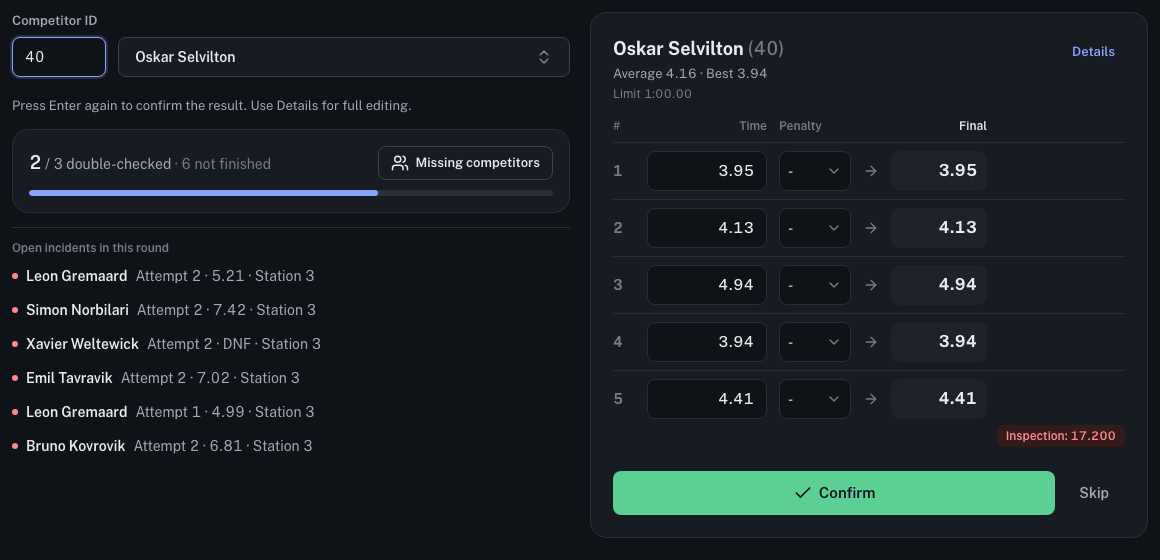 Competitor ID
40
Oskar Selvilton
Press Enter again to confirm the result. Use Details for full editing.
2 / 3 double-checked · 6 not finished
Missing competitors
Open incidents in this round
Leon Gremaard Attempt 2 · 5.21 · Station 3
Simon Norbilari Attempt 2 · 7.42 · Station 3
Xavier Weltewick Attempt 2 · DNF · Station 3
Emil Tavravik Attempt 2 · 7.02 · Station 3
Leon Gremaard Attempt 1 · 4.99 · Station 3
Bruno Kovrovik Attempt 2 · 6.81 · Station 3
Oskar Selvilton (40)
Details
Average 4.16 · Best 3.94
Limit 1:00.00
# Time Penalty Final
1 3.95 - → 3.95
2 4.13 - → 4.13
3 4.94 - → 4.94
4 3.94 - → 3.94
5 4.41 - → 4.41
Inspection: 17.200
Confirm
Skip